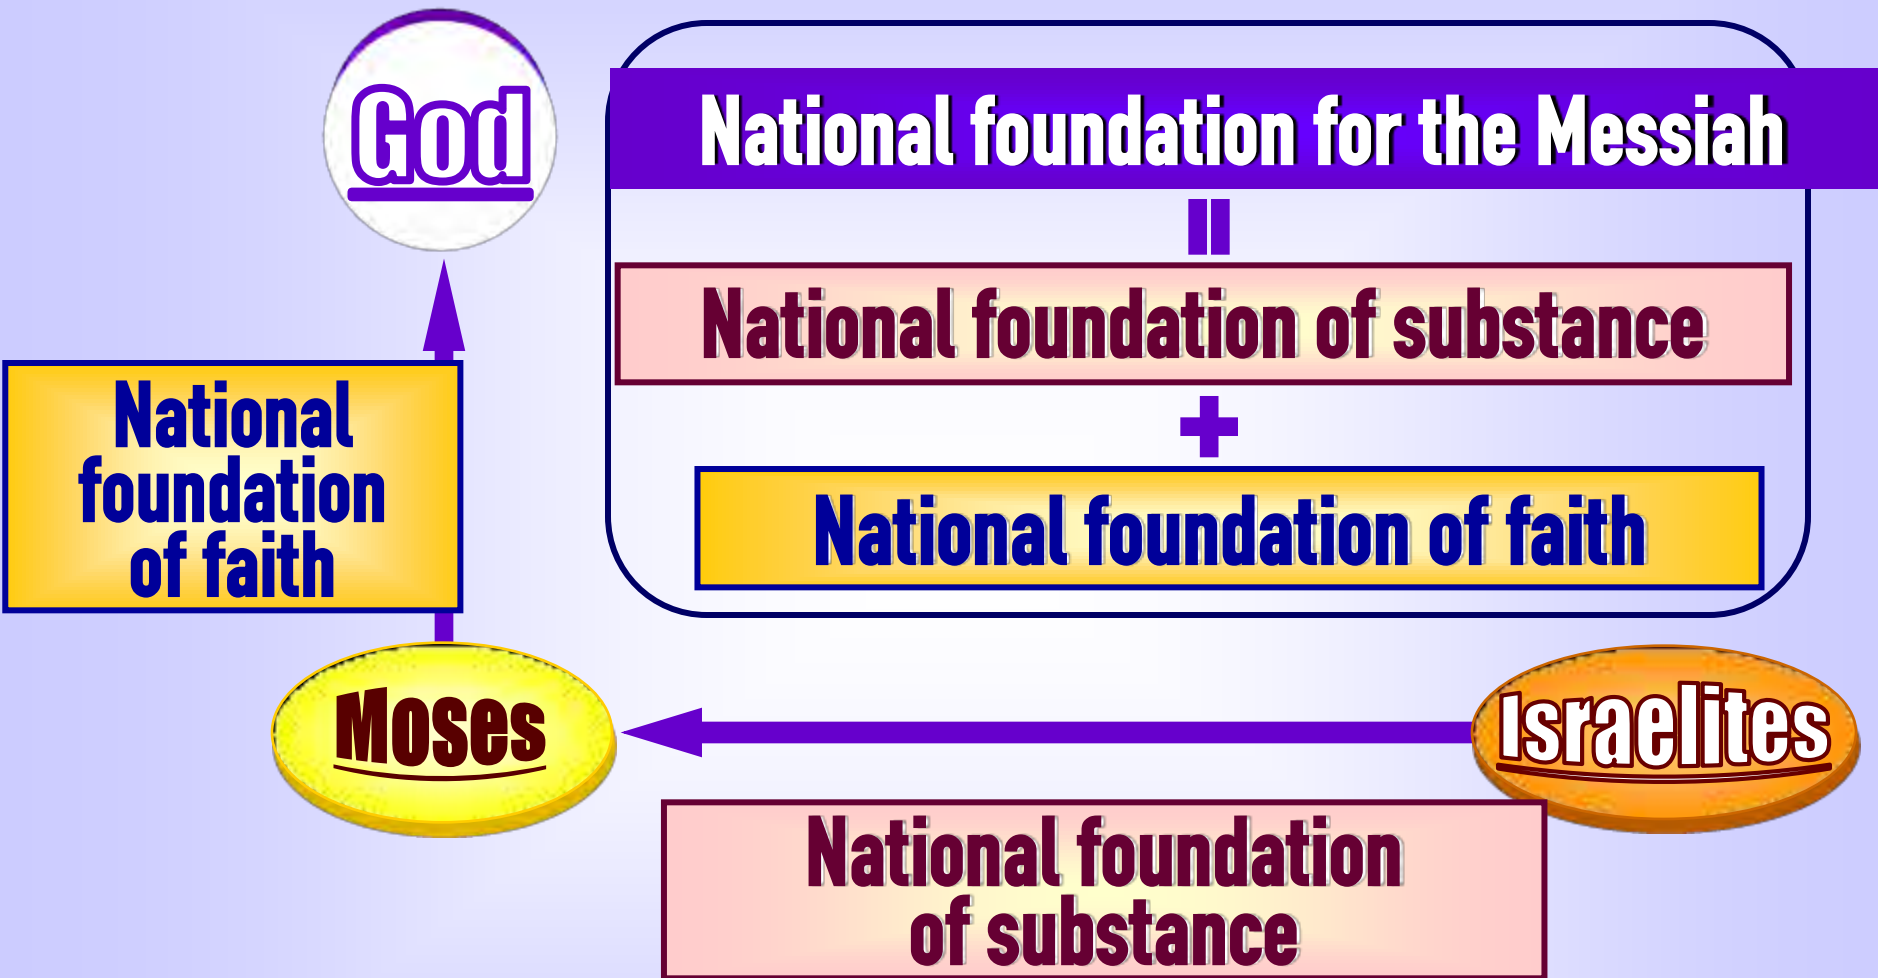 God
National foundation for the Messiah
National foundation of substance
+
National foundation of faith
National
foundation
of faith
Moses
Israelites
National foundation
of substance